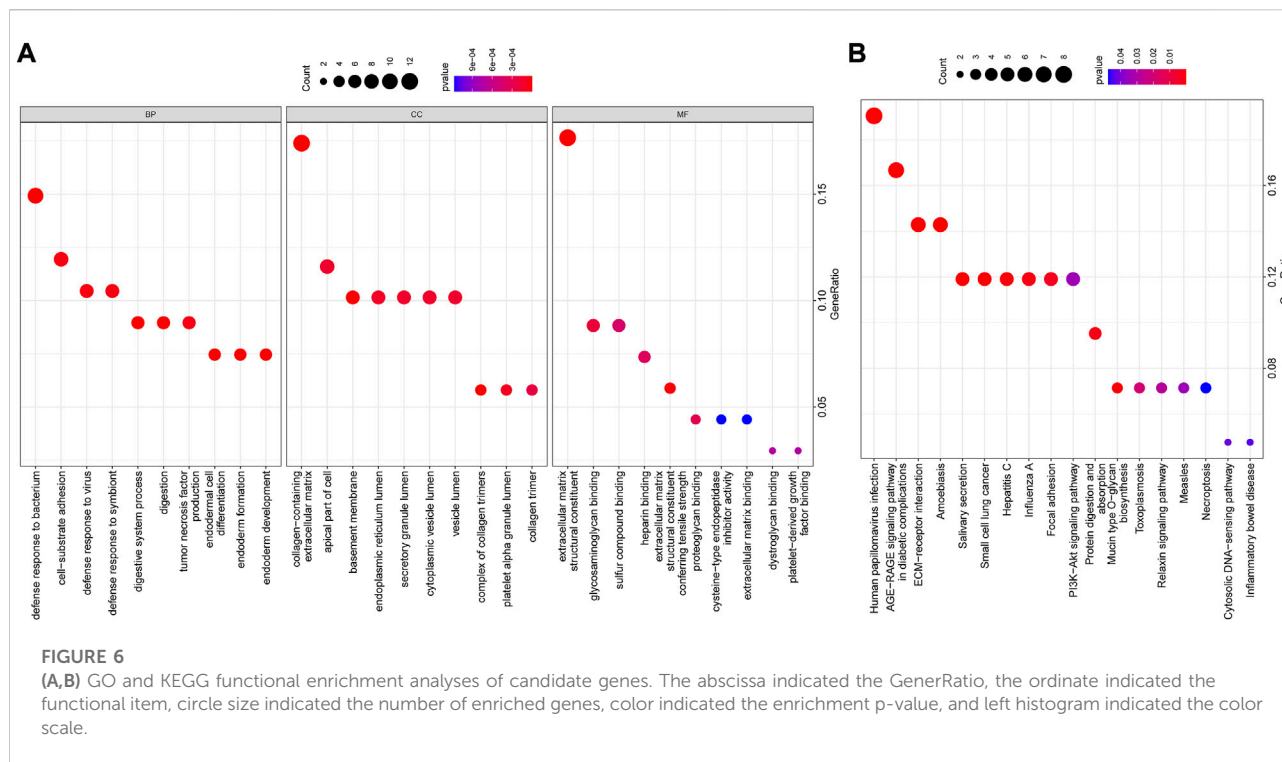 A
Count
2
4
6
8
10
12
pvalue
9e-04
6e-04
3e-04
BP
CC
MF
0.15
0.10
0.05
GeneRatio
defense response to bacterium
cell-substrate adhesion
defense response to virus
defense response to symbiont
digestive system process
digestion
tumor necrosis factor
production
endodermal cell
differentiation
endoderm formation
endoderm development
collagen-containing
extracellular matrix
apical part of cell
basement membrane
endoplasmic reticulum lumen
secretory granule lumen
cytoplasmic vesicle lumen
vesicle lumen
complex of collagen trimers
platelet alpha granule lumen
collagen trimer
extracellular matrix
structural constituent
glycosaminoglycan binding
sulfur compound binding
heparin binding
extracellular matrix
structural constituent
conferring tensile strength
proteoglycan binding
cysteine-type endopeptidase
inhibitor activity
extracellular matrix binding
dystroglycan binding
platelet-derived growth
factor binding
B
Count
2
3
4
5
6
7
8
pvalue
0.04
0.03
0.02
0.01
0.16
0.12
0.08
Human papillomavirus infection
AGE-RAGE signaling pathway
in diabetic complications
ECM-receptor interaction
Amoebiasis
Salivary secretion
Small cell lung cancer
Hepatitis C
Influenza A
Focal adhesion
PI3K-Akt signaling pathway
Protein digestion and
absorption
Mucin type O-glycan
biosynthesis
Toxoplasmosis
Relaxin signaling pathway
Measles
Necroptosis
Cytosolic DNA-sensing pathway
Inflammatory bowel disease
FIGURE 6
(A,B) GO and KEGG functional enrichment analyses of candidate genes. The abscissa indicated the GenerRatio, the ordinate indicated the
functional item, circle size indicated the number of enriched genes, color indicated the enrichment p-value, and left histogram indicated the color
scale.